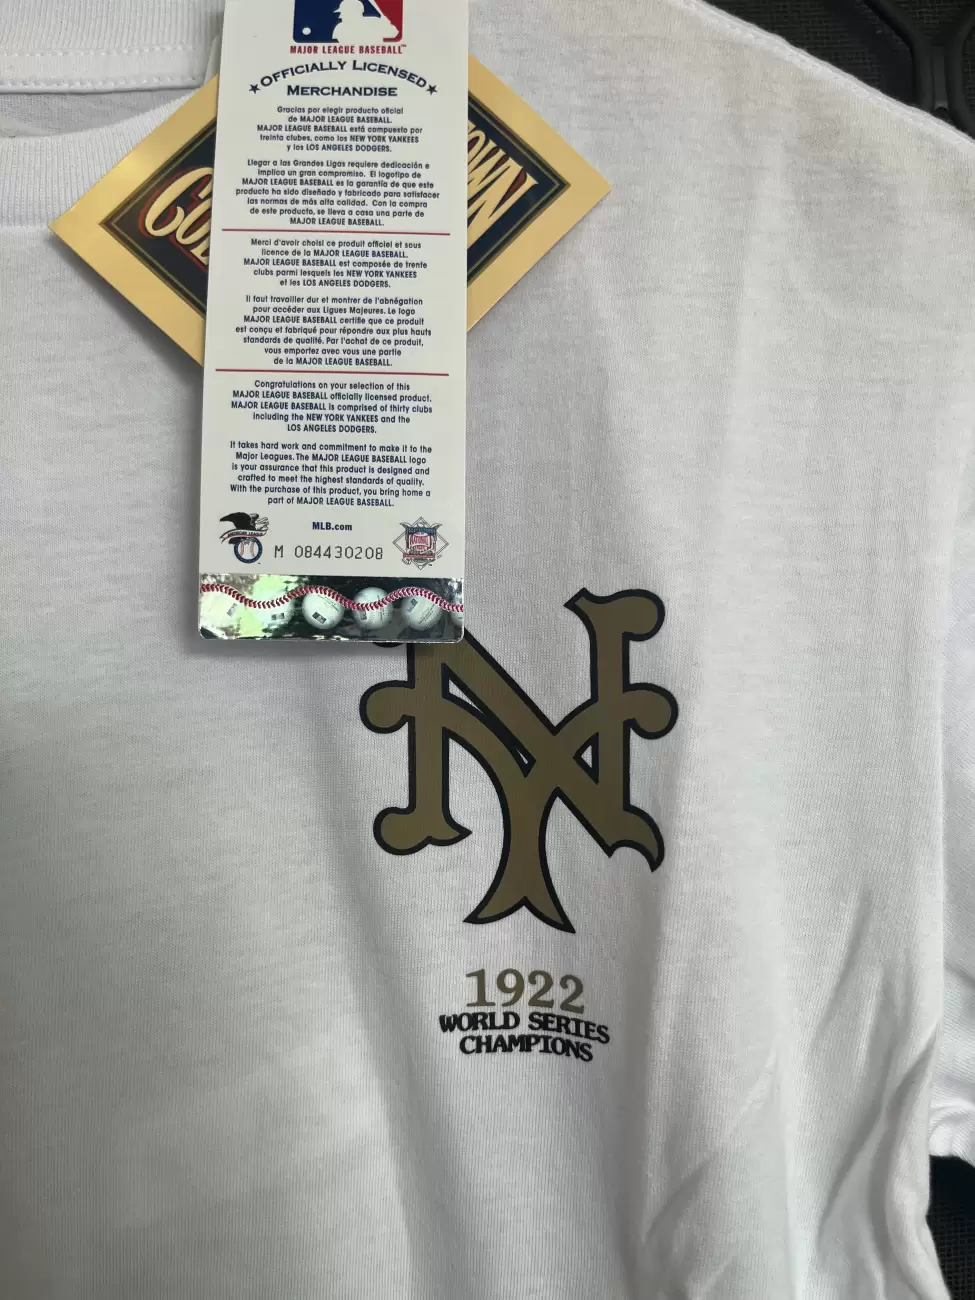 MAJOR LEAGUE BASEBALL™
OFFICIALLY LICENSED
MERCHANDISE
Gracias por elegir producto oficial
de MAJOR LEAGUE BASEBALL.
MAJOR LEAGUE BASEBALL está compuesto por
treinta clubes, como los NEW YORK YANKEES
y los LOS ANGELES DODGERS.
Llegar a las Grandes Ligas requiere dedicación e
implica un gran compromiso. El logotipo de
MAJOR LEAGUE BASEBALL es la garantía de que este
producto ha sido diseñado y fabricado para satisfacer
las normas de más alta calidad. Con la compra
de este producto, se lleva a casa una parte de
MAJOR LEAGUE BASEBALL.
Merci d'avoir choisi ce produit officiel et sous
licence de la MAJOR LEAGUE BASEBALL.
MAJOR LEAGUE BASEBALL est composée de trente
clubs parmi lesquels les NEW YORK YANKEES
et les LOS ANGELES DODGERS.
Il faut travailler dur et montrer de l'abnégation
pour accéder aux Ligues Majeures. Le logo
MAJOR LEAGUE BASEBALL certifie que ce produit
est conçu et fabriqué pour répondre aux plus hauts
standards de qualité. Par l'achat de ce produit,
vous emportez avec vous une partie
de la MAJOR LEAGUE BASEBALL.
Congratulations on your selection of this
MAJOR LEAGUE BASEBALL officially licensed product.
MAJOR LEAGUE BASEBALL is comprised of thirty clubs
including the NEW YORK YANKEES and the
LOS ANGELES DODGERS.
It takes hard work and commitment to make it to the
Major Leagues. The MAJOR LEAGUE BASEBALL logo
is your assurance that this product is designed and
crafted to meet the highest standards of quality.
With the purchase of this product, you bring home a
part of MAJOR LEAGUE BASEBALL.
MLB.com
AMERICAN LEAGUE
M 084430208
NATIONAL LEAGUE
NY
1922
WORLD SERIES
CHAMPIONS